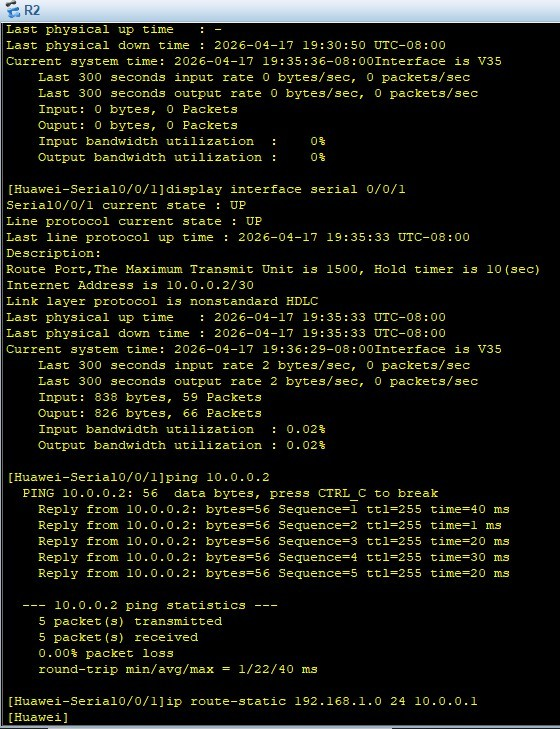 R2
Last physical up time   : -
Last physical down time : 2026-04-17 19:30:50 UTC-08:00
Current system time: 2026-04-17 19:35:36-08:00Interface is V35
    Last 300 seconds input rate 0 bytes/sec, 0 packets/sec
    Last 300 seconds output rate 0 bytes/sec, 0 packets/sec
    Input: 0 bytes, 0 Packets
    Ouput: 0 bytes, 0 Packets
    Input bandwidth utilization  :    0%
    Output bandwidth utilization :    0%
[Huawei-Serial0/0/1]display interface serial 0/0/1
Serial0/0/1 current state : UP
Line protocol current state : UP
Last line protocol up time : 2026-04-17 19:35:33 UTC-08:00
Description:
Route Port,The Maximum Transmit Unit is 1500, Hold timer is 10(sec)
Internet Address is 10.0.0.2/30
Link layer protocol is nonstandard HDLC
Last physical up time   : 2026-04-17 19:35:33 UTC-08:00
Last physical down time : 2026-04-17 19:35:33 UTC-08:00
Current system time: 2026-04-17 19:36:29-08:00Interface is V35
    Last 300 seconds input rate 2 bytes/sec, 0 packets/sec
    Last 300 seconds output rate 2 bytes/sec, 0 packets/sec
    Input: 838 bytes, 59 Packets
    Ouput: 826 bytes, 66 Packets
    Input bandwidth utilization  : 0.02%
    Output bandwidth utilization : 0.02%
[Huawei-Serial0/0/1]ping 10.0.0.2
  PING 10.0.0.2: 56  data bytes, press CTRL_C to break
    Reply from 10.0.0.2: bytes=56 Sequence=1 ttl=255 time=40 ms
    Reply from 10.0.0.2: bytes=56 Sequence=2 ttl=255 time=1 ms
    Reply from 10.0.0.2: bytes=56 Sequence=3 ttl=255 time=20 ms
    Reply from 10.0.0.2: bytes=56 Sequence=4 ttl=255 time=30 ms
    Reply from 10.0.0.2: bytes=56 Sequence=5 ttl=255 time=20 ms
  --- 10.0.0.2 ping statistics ---
    5 packet(s) transmitted
    5 packet(s) received
    0.00% packet loss
    round-trip min/avg/max = 1/22/40 ms
[Huawei-Serial0/0/1]ip route-static 192.168.1.0 24 10.0.0.1
[Huawei]